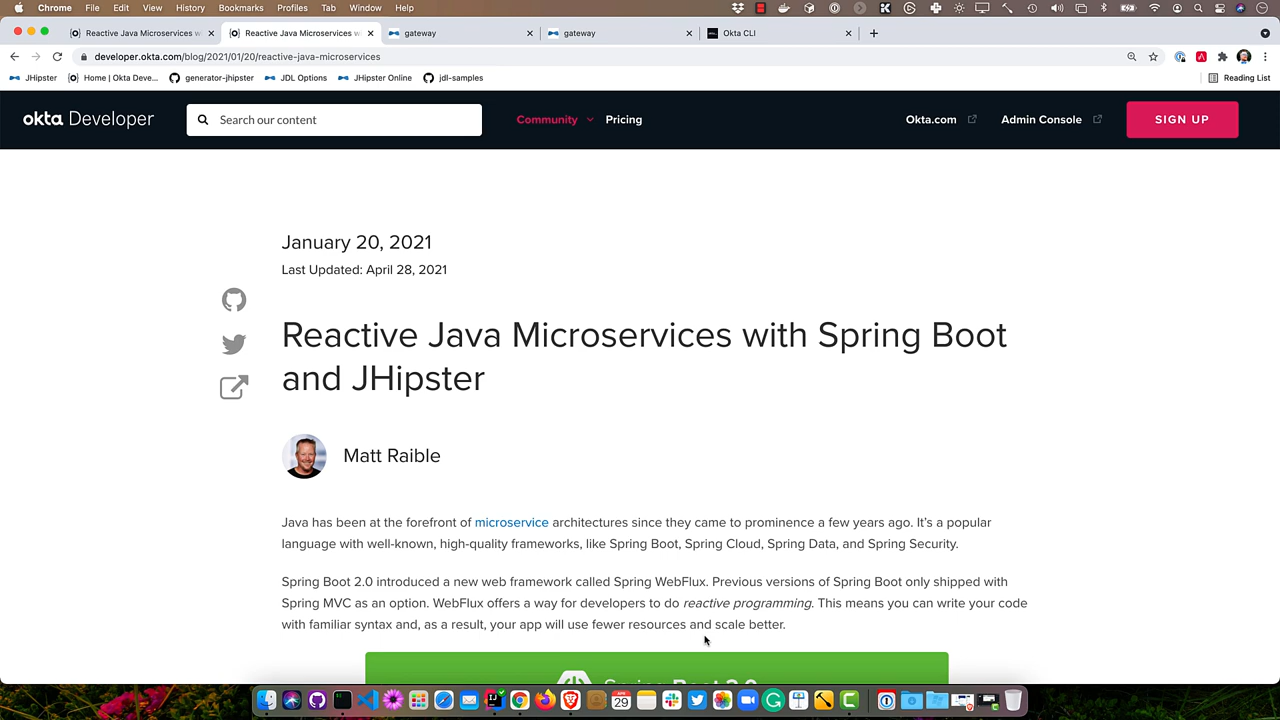 Chrome File Edit View History Bookmarks Profiles Tab Window Help
Reactive Java Microservices w
Reactive Java Microservices w
gateway
gateway
Okta CLI
developer.okta.com/blog/2021/01/20/reactive-java-microservices
JHipster Home | Okta Deve... generator-jhipster JDL Options JHipster Online jdl-samples Reading List
okta Developer Search our content Community Pricing Okta.com Admin Console SIGN UP
January 20, 2021
Last Updated: April 28, 2021
Reactive Java Microservices with Spring Boot
and JHipster
Matt Raible
Java has been at the forefront of microservice architectures since they came to prominence a few years ago. It's a popular
language with well-known, high-quality frameworks, like Spring Boot, Spring Cloud, Spring Data, and Spring Security.
Spring Boot 2.0 introduced a new web framework called Spring WebFlux. Previous versions of Spring Boot only shipped with
Spring MVC as an option. WebFlux offers a way for developers to do reactive programming. This means you can write your code
with familiar syntax and, as a result, your app will use fewer resources and scale better.
Spring Boot 2.0
APR
29